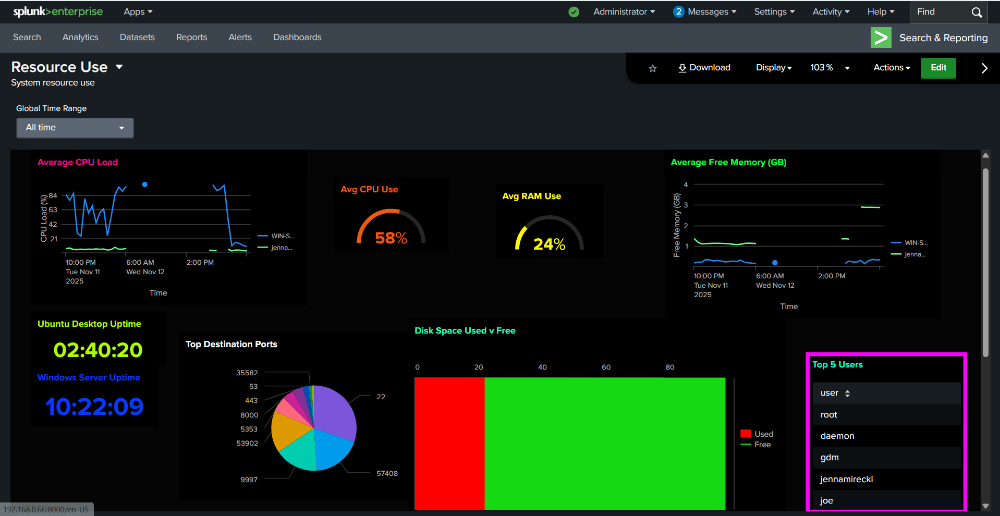 splunk>enterprise Apps Administrator 2 Messages Settings Activity Help Find
Search Analytics Datasets Reports Alerts Dashboards Search & Reporting
Resource Use
System resource use
Download Display 103% Actions Edit
Global Time Range
All time
Average CPU Load
CPU Load (%)
84
63
42
21
10:00 PM
Tue Nov 11
2025
6:00 AM
Wed Nov 12
2:00 PM
Time
WIN-S...
jenna...
Avg CPU Use
58%
Avg RAM Use
24%
Average Free Memory (GB)
Free Memory (GB)
4
3
2
1
10:00 PM
Tue Nov 11
2025
6:00 AM
Wed Nov 12
2:00 PM
Time
WIN-S...
jenna...
Ubuntu Desktop Uptime
02:40:20
Windows Server Uptime
10:22:09
Top Destination Ports
35582
53
443
8000
5353
53902
9997
22
57408
Disk Space Used v Free
0 20 40 60 80
Used
Free
Top 5 Users
user
root
daemon
gdm
jennamirecki
joe
192.168.0.66:8000/en-US